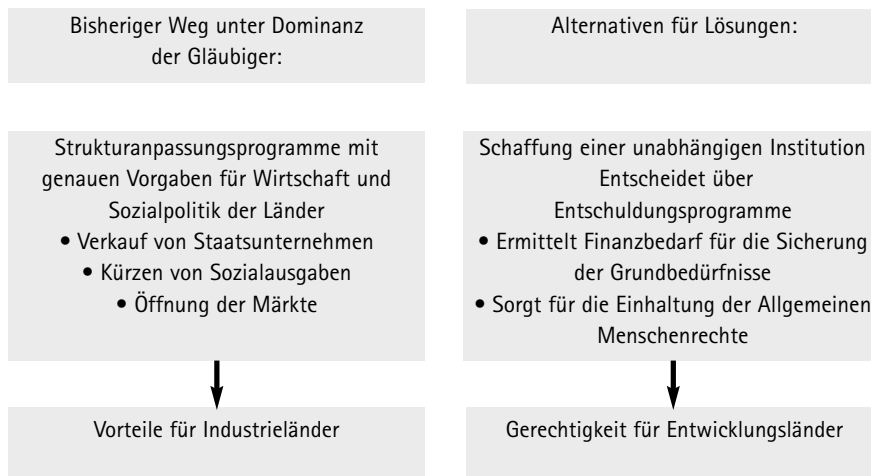 Bisheriger Weg unter Dominanz
der Gläubiger:
Strukturanpassungsprogramme mit
genauen Vorgaben für Wirtschaft und
Sozialpolitik der Länder
• Verkauf von Staatsunternehmen
• Kürzen von Sozialausgaben
• Öffnung der Märkte
Vorteile für Industrieländer
Alternativen für Lösungen:
Schaffung einer unabhängigen Institution
Entscheidet über
Entschuldungsprogramme
• Ermittelt Finanzbedarf für die Sicherung
der Grundbedürfnisse
• Sorgt für die Einhaltung der Allgemeinen
Menschenrechte
Gerechtigkeit für Entwicklungsländer